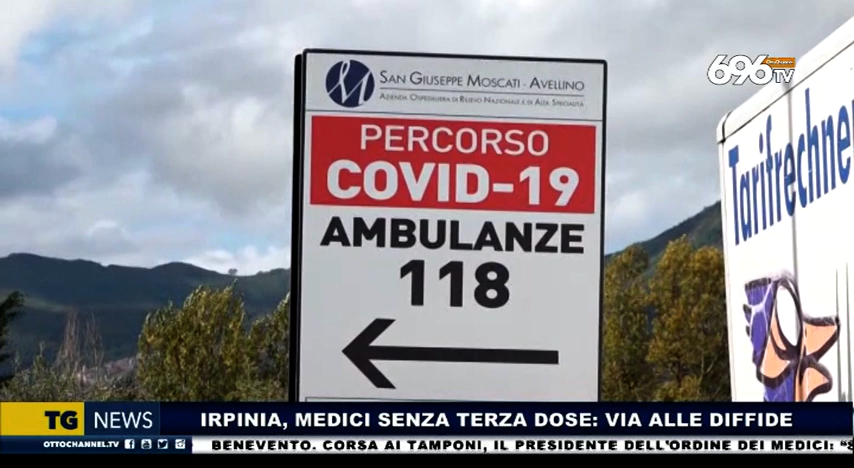 696 TV
SAN GIUSEPPE MOSCATI - AVELLINO
AZIENDA OSPEDALIERA DI RILIEVO NAZIONALE E DI ALTA SPECIALITÀ
PERCORSO
COVID-19
AMBULANZE
118
Tarifrechner
TG NEWS
IRPINIA, MEDICI SENZA TERZA DOSE: VIA ALLE DIFFIDE
OTTOCHANNEL.TV
BENEVENTO. CORSA AI TAMPONI, IL PRESIDENTE DELL'ORDINE DEI MEDICI: “S